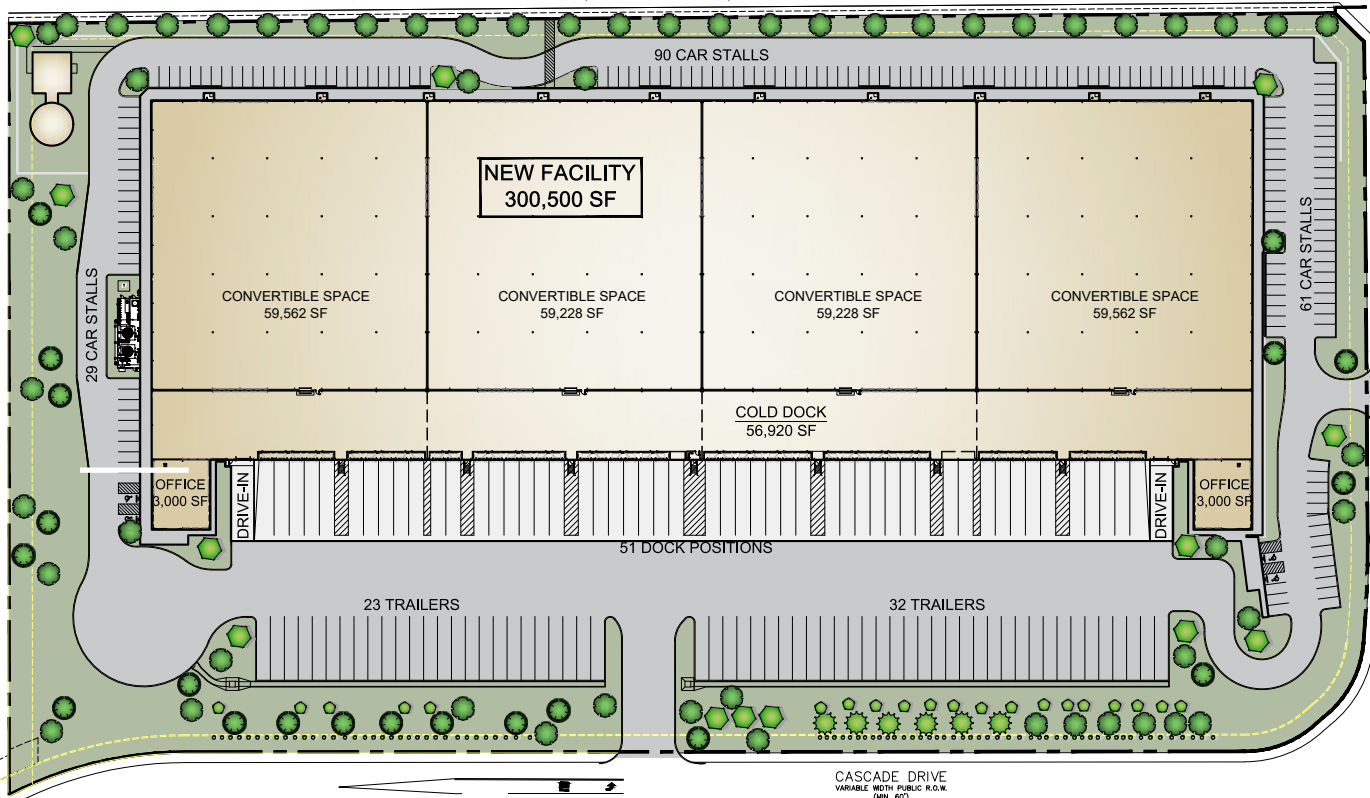 90 CAR STALLS
NEW FACILITY
300,500 SF
29 CAR STALLS
61 CAR STALLS
CONVERTIBLE SPACE
59,562 SF
CONVERTIBLE SPACE
59,228 SF
CONVERTIBLE SPACE
59,228 SF
CONVERTIBLE SPACE
59,562 SF
COLD DOCK
56,920 SF
OFFICE
3,000 SF
DRIVE-IN
DRIVE-IN
OFFICE
3,000 SF
51 DOCK POSITIONS
23 TRAILERS
32 TRAILERS
CASCADE DRIVE
VARIABLE WIDTH PUBLIC R.O.W.
(MIN. 60')